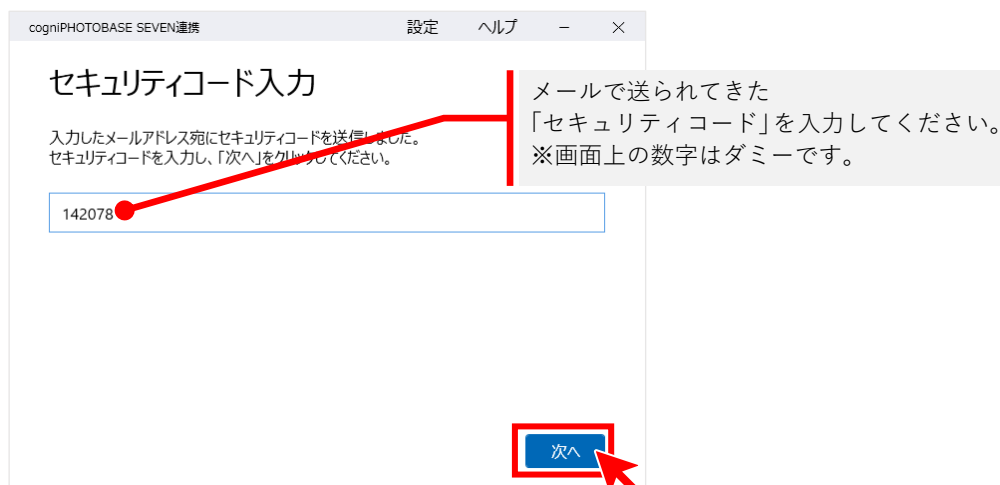 cogniPHOTOBASE SEVEN連携 設定 ヘルプ
セキュリティコード入力
入力したメールアドレス宛にセキュリティコードを送信しました。
セキュリティコードを入力し、「次へ」をクリックしてください。
142078
メールで送られてきた
「セキュリティコード」を入力してください。
※画面上の数字はダミーです。
次へ